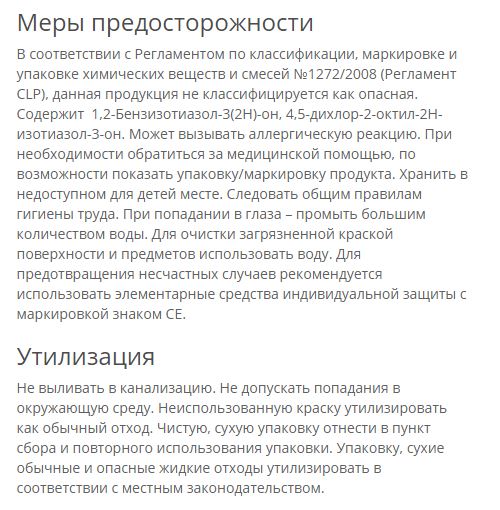 Меры предосторожности
В соответствии с Регламентом по классификации, маркировке и
упаковке химических веществ и смесей №1272/2008 (Регламент
CLP), данная продукция не классифицируется как опасная.
Содержит  1,2-Бензизотиазол-3(2H)-он, 4,5-дихлор-2-октил-2H-
изотиазол-3-он. Может вызывать аллергическую реакцию. При
необходимости обратиться за медицинской помощью, по
возможности показать упаковку/маркировку продукта. Хранить в
недоступном для детей месте. Следовать общим правилам
гигиены труда. При попадании в глаза – промыть большим
количеством воды. Для очистки загрязненной краской
поверхности и предметов использовать воду. Для
предотвращения несчастных случаев рекомендуется
использовать элементарные средства индивидуальной защиты с
маркировкой знаком CE.
Утилизация
Не выливать в канализацию. Не допускать попадания в
окружающую среду. Неиспользованную краску утилизировать
как обычный отход. Чистую, сухую упаковку отнести в пункт
сбора и повторного использования упаковки. Упаковку, сухие
обычные и опасные жидкие отходы утилизировать в
соответствии с местным законодательством.